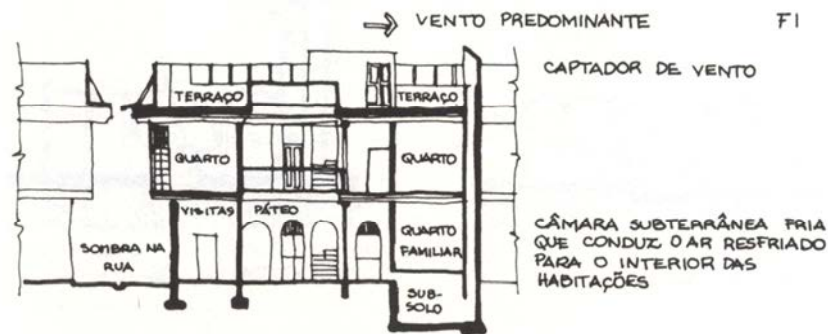 VENTO PREDOMINANTE
F1
CAPTADOR DE VENTO
TERRAÇO
TERRAÇO
QUARTO
QUARTO
VISITAS
PÁTEO
QUARTO
FAMILIAR
SOMBRA NA
RUA
SUB-
SOLO
CÂMARA SUBTERRÂNEA FRIA
QUE CONDUZ O AR RESFRIADO
PARA O INTERIOR DAS
HABITAÇÕES